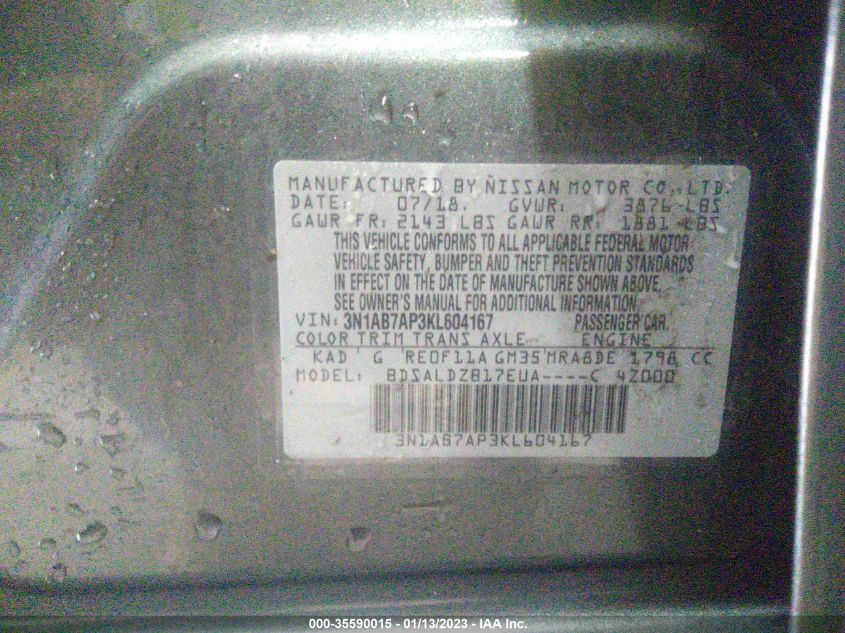 MANUFACTURED BY NISSAN MOTOR CO., LTD.
DATE: 07/18 GVWR: 3876 LBS
GAWR FR: 2143 LBS GAWR RR: 1881 LBS
THIS VEHICLE CONFORMS TO ALL APPLICABLE FEDERAL MOTOR
VEHICLE SAFETY, BUMPER AND THEFT PREVENTION STANDARDS
IN EFFECT ON THE DATE OF MANUFACTURE SHOWN ABOVE.
SEE OWNER'S MANUAL FOR ADDITIONAL INFORMATION.
VIN: 3N1AB7AP3KL604167 PASSENGER CAR.
COLOR TRIM TRANS AXLE ENGINE
KAD G RE0F11A GM35 MRA8DE 1798 CC
MODEL: BDSALDZB17EUA----C 4Z000
3N1AB7AP3KL604167
000-35590015 - 01/13/2023 - IAA Inc.